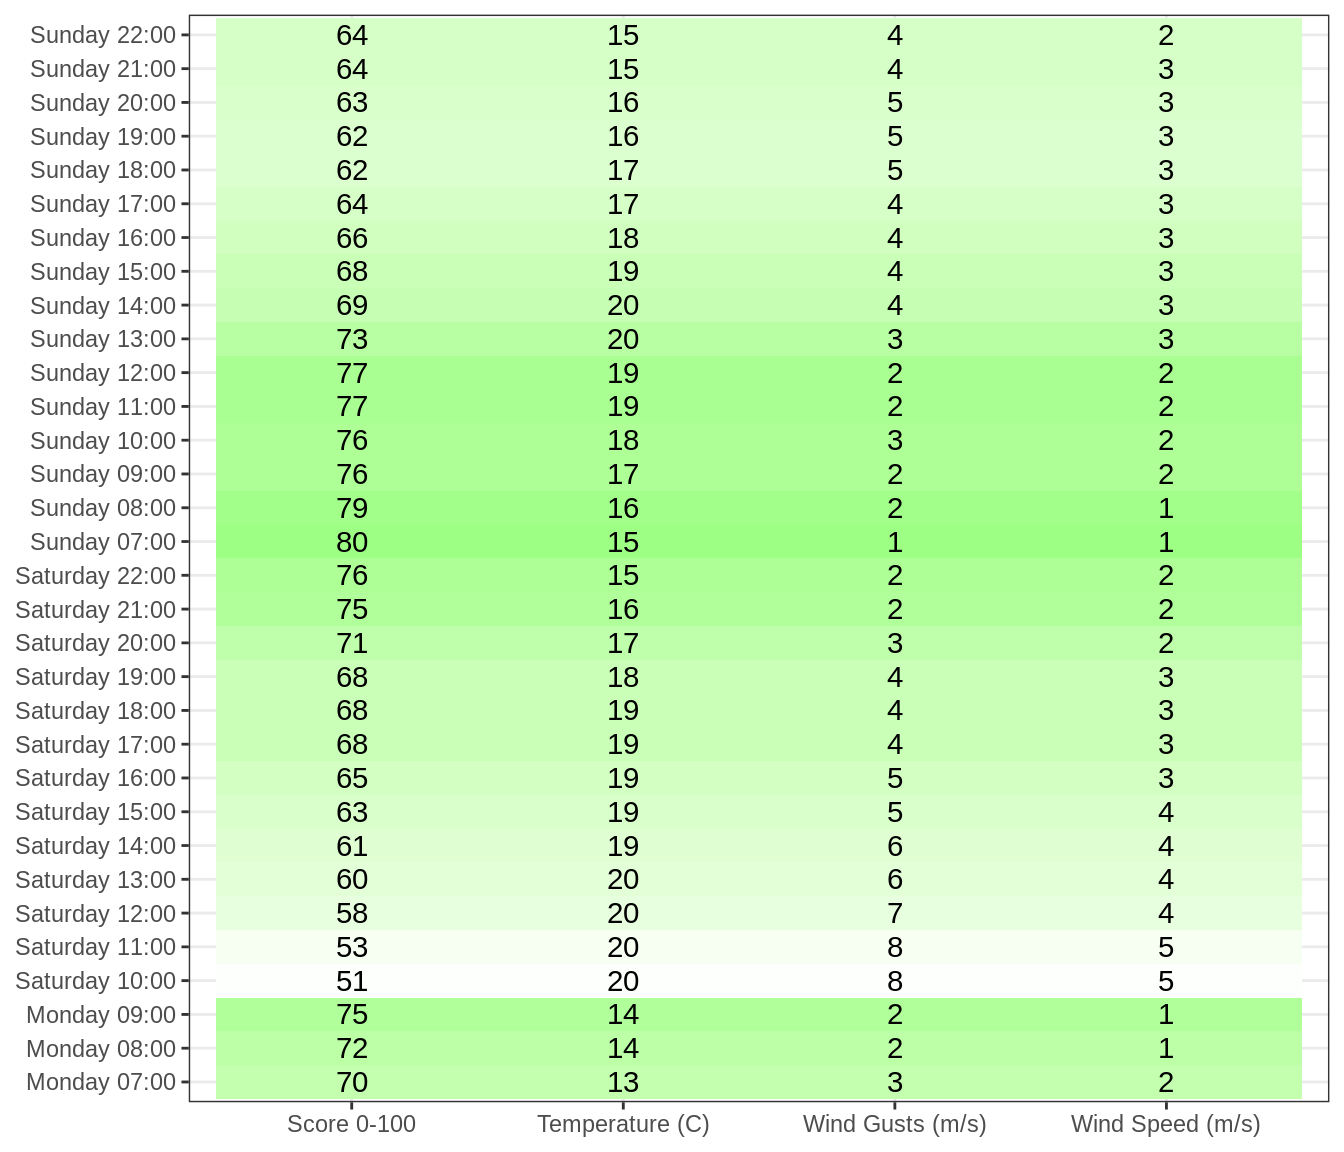 Sunday 22:00 64 15 4 2
Sunday 21:00 64 15 4 3
Sunday 20:00 63 16 5 3
Sunday 19:00 62 16 5 3
Sunday 18:00 62 17 5 3
Sunday 17:00 64 17 4 3
Sunday 16:00 66 18 4 3
Sunday 15:00 68 19 4 3
Sunday 14:00 69 20 4 3
Sunday 13:00 73 20 3 3
Sunday 12:00 77 19 2 2
Sunday 11:00 77 19 2 2
Sunday 10:00 76 18 3 2
Sunday 09:00 76 17 2 2
Sunday 08:00 79 16 2 1
Sunday 07:00 80 15 1 1
Saturday 22:00 76 15 2 2
Saturday 21:00 75 16 2 2
Saturday 20:00 71 17 3 2
Saturday 19:00 68 18 4 3
Saturday 18:00 68 19 4 3
Saturday 17:00 68 19 4 3
Saturday 16:00 65 19 5 3
Saturday 15:00 63 19 5 4
Saturday 14:00 61 19 6 4
Saturday 13:00 60 20 6 4
Saturday 12:00 58 20 7 4
Saturday 11:00 53 20 8 5
Saturday 10:00 51 20 8 5
Monday 09:00 75 14 2 1
Monday 08:00 72 14 2 1
Monday 07:00 70 13 3 2
Score 0-100 Temperature (C) Wind Gusts (m/s) Wind Speed (m/s)